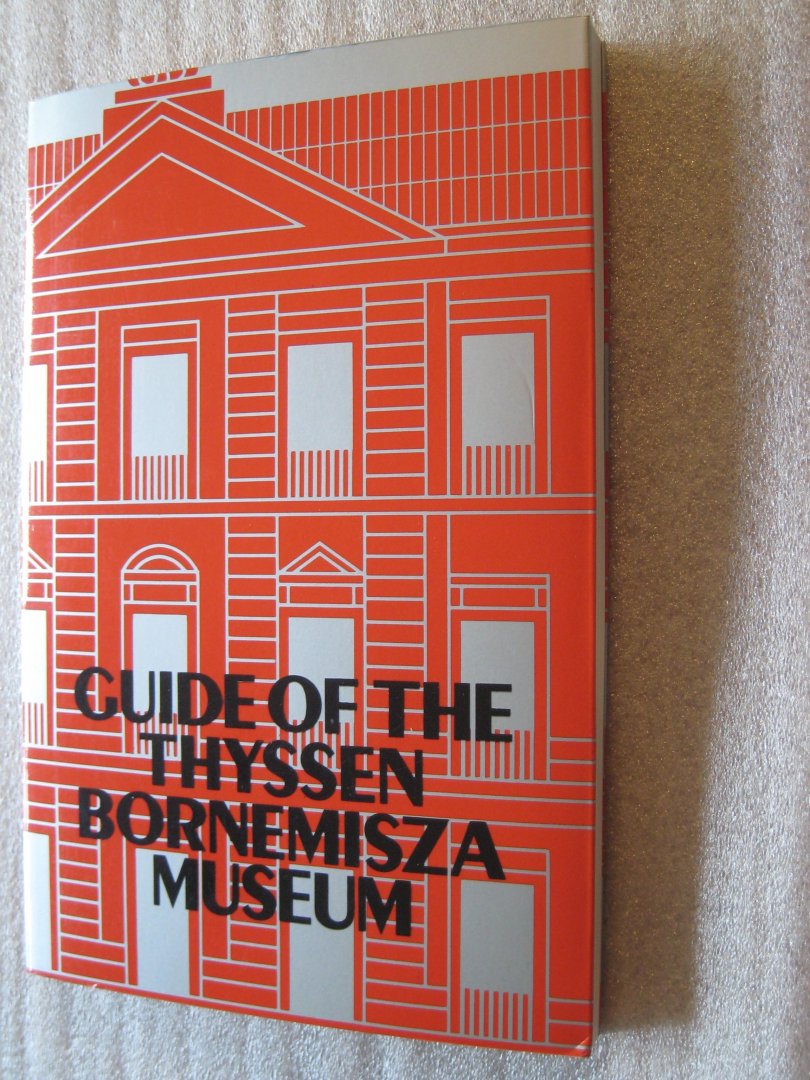 GUIDE OF THE
THYSSEN
BORNEMISZA
MUSEUM